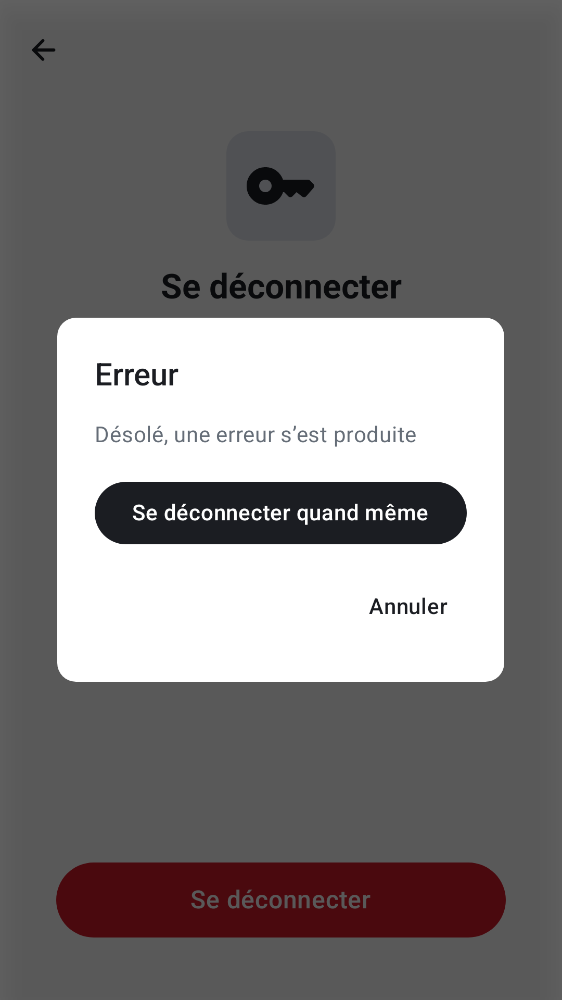 Se déconnecter
Erreur
Désolé, une erreur s’est produite
Se déconnecter quand même
Annuler
Se déconnecter